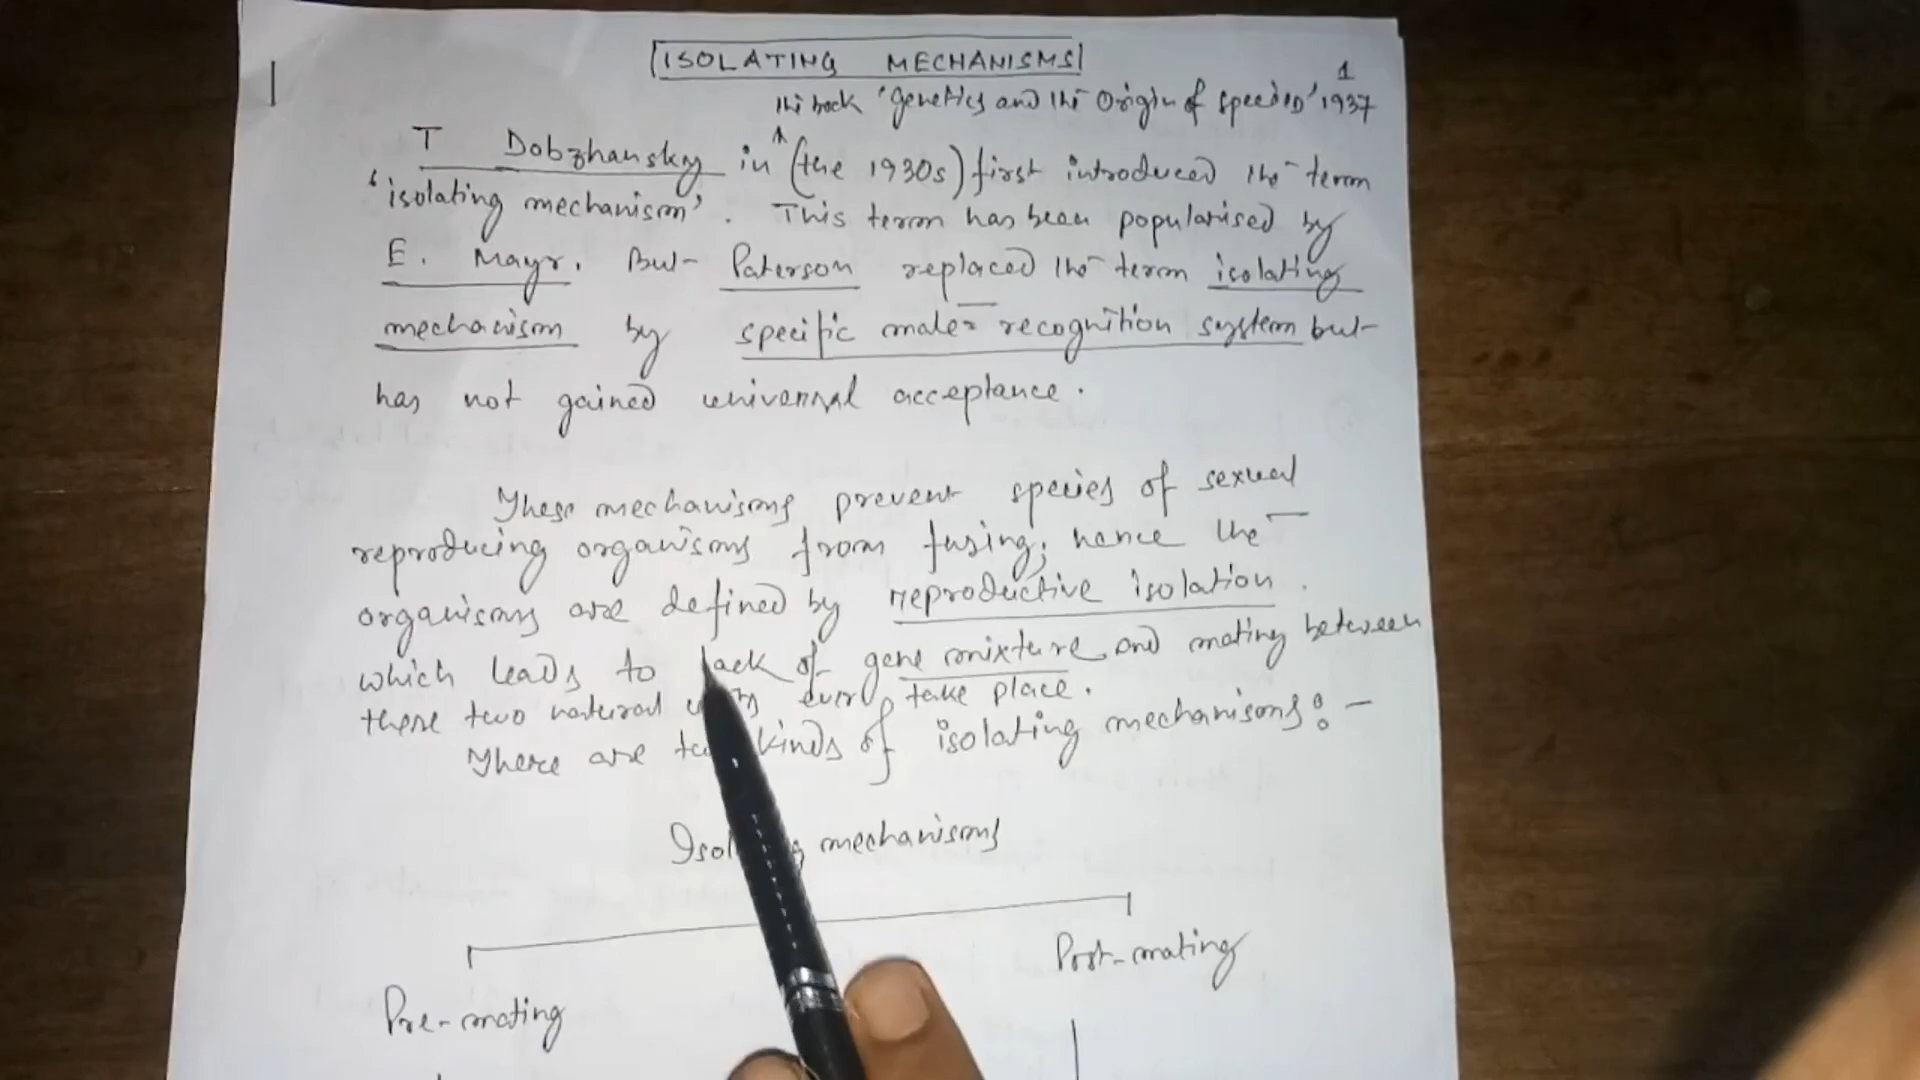 ISOLATING MECHANISMS
1
the book 'Genetics and the Origin of species' 1937
T Dobzhansky in ^ (the 1930s) first introduced the term
'isolating mechanism'. This term has been popularised by
E. Mayr. But Paterson replaced the term isolating
mechanism by specific mate recognition system but
has not gained universal acceptance.
These mechanisms prevent species of sexual
reproducing organisms from fusing; hence the
organisms are defined by reproductive isolation.
which leads to lack of gene mixture and mating between
these two natural ever take place.
There are two kinds of isolating mechanisms:-
Isolating mechanisms
Post-mating
Pre-mating